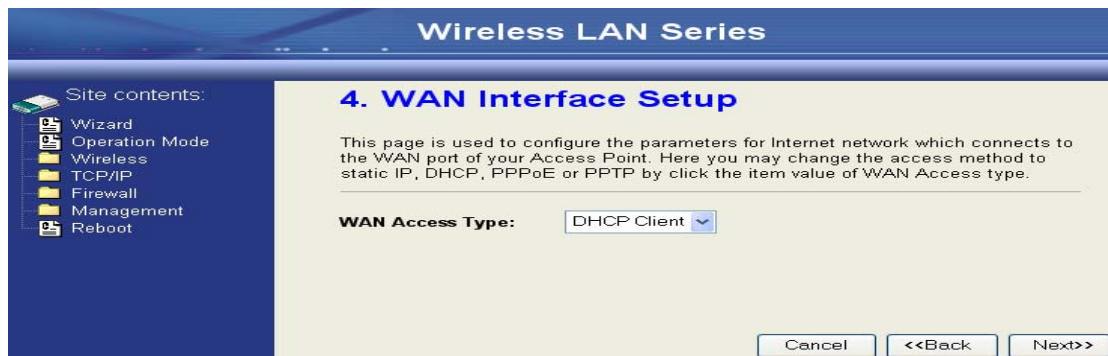 Wireless LAN Series
Site contents:
Wizard
Operation Mode
Wireless
TCP/IP
Firewall
Management
Reboot
4. WAN Interface Setup
This page is used to configure the parameters for Internet network which connects to
the WAN port of your Access Point. Here you may change the access method to
static IP, DHCP, PPPoE or PPTP by click the item value of WAN Access type.
WAN Access Type: DHCP Client
Cancel <<Back Next>>